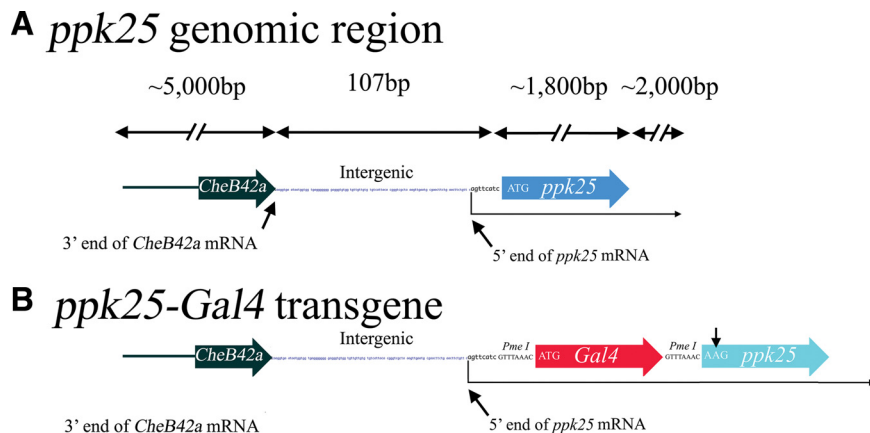 A ppk25 genomic region
~5,000bp 107bp ~1,800bp ~2,000bp
Intergenic
CheB42a agttcatc ATG ppk25
3' end of CheB42a mRNA
5' end of ppk25 mRNA
B ppk25-Gal4 transgene
Intergenic
CheB42a agttcatc Pme I GTTTAAAC ATG Gal4 Pme I GTTTAAAC AAG ppk25
3' end of CheB42a mRNA
5' end of ppk25 mRNA